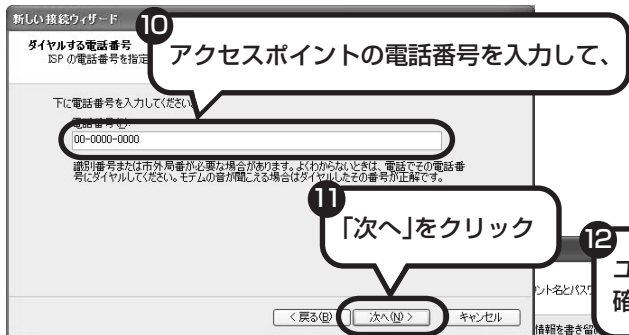 新しい接続ウィザード
ダイヤルする電話番号
ISP の電話番号を指定
⑩
アクセスポイントの電話番号を入力して、
下に電話番号を入力してください。
電話番号(P):
00-0000-0000
識別番号または市外局番が必要な場合があります。よくわからないときは、電話でその電話番
号にダイヤルしてください。モデムの音が聞こえる場合はダイヤルしたその番号が正解です。
⑪
「次へ」をクリック
< 戻る(B)
次へ(N) >
キャンセル
⑫
ユ
確
ント名とパスワ
情報を書き留